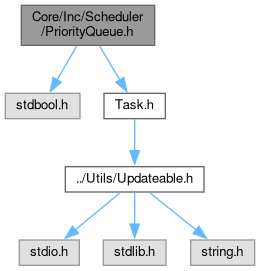 Core/Inc/Scheduler
/PriorityQueue.h
stdbool.h
Task.h
../Utils/Updateable.h
stdio.h
stdlib.h
string.h